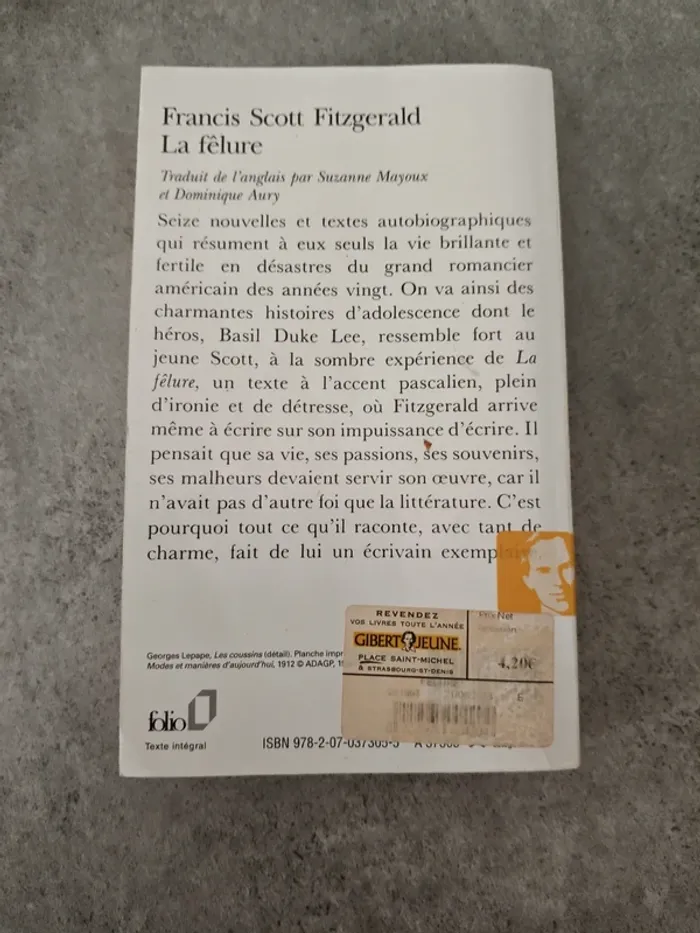 Francis Scott Fitzgerald
La fêlure
Traduit de l'anglais par Suzanne Mayoux
et Dominique Aury
Seize nouvelles et textes autobiographiques
qui résument à eux seuls la vie brillante et
fertile en désastres du grand romancier
américain des années vingt. On va ainsi des
charmantes histoires d'adolescence dont le
héros, Basil Duke Lee, ressemble fort au
jeune Scott, à la sombre expérience de La
fêlure, un texte à l'accent pascalien, plein
d'ironie et de détresse, où Fitzgerald arrive
même à écrire sur son impuissance d'écrire. Il
pensait que sa vie, ses passions, ses souvenirs,
ses malheurs devaient servir son œuvre, car il
n'avait pas d'autre foi que la littérature. C'est
pourquoi tout ce qu'il raconte, avec tant de
charme, fait de lui un écrivain
REVENDEZ
VOS LIVRES TOUTE L'ANNÉE
GIBERT JEUNE
PLACE SAINT-MICHEL
& STRASBOURG-ST-DENIS
Prix Net
4,20€
Georges Lepape, Les coussins (détail). Planche
Modes et manières d'aujourd'hui, 1912 © ADAGP,
folio
Texte intégral
ISBN 978-2-07-037305-5